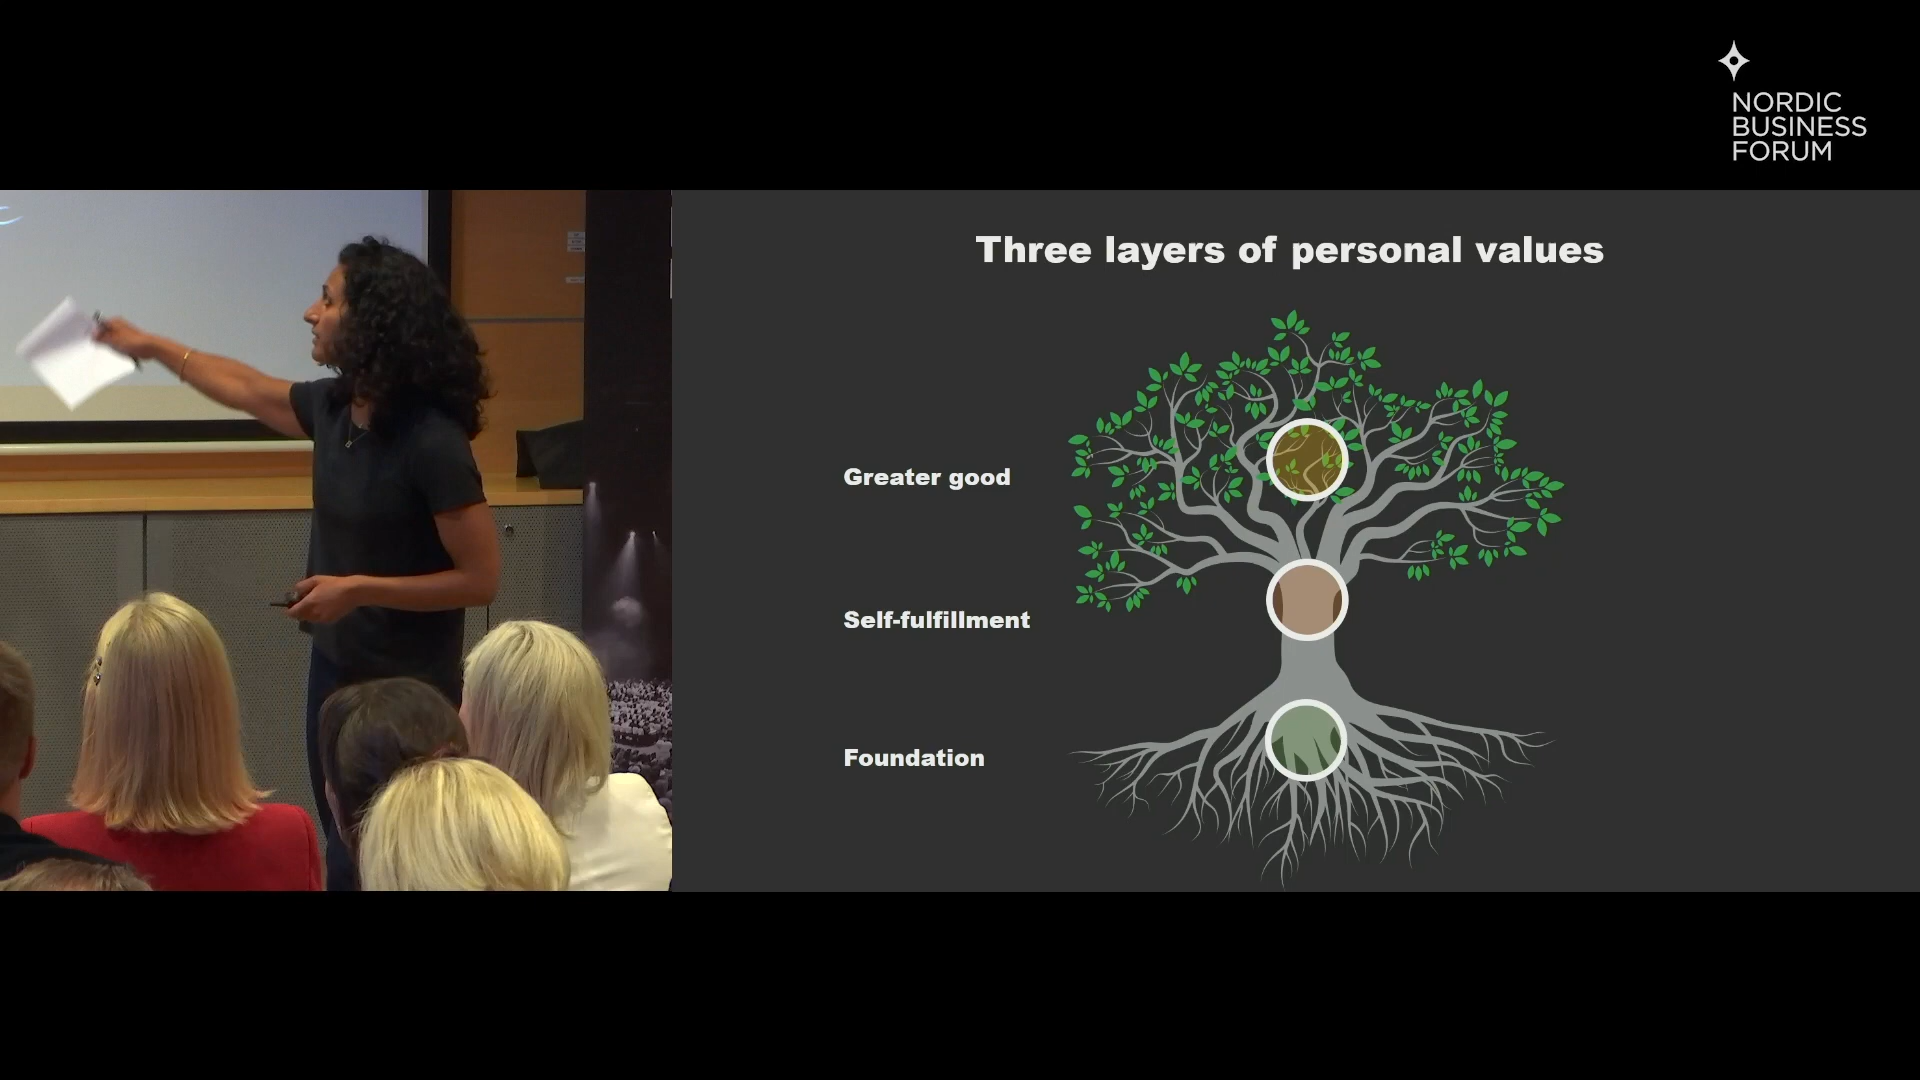 NORDIC
BUSINESS
FORUM
Three layers of personal values
Greater good
Self-fulfillment
Foundation